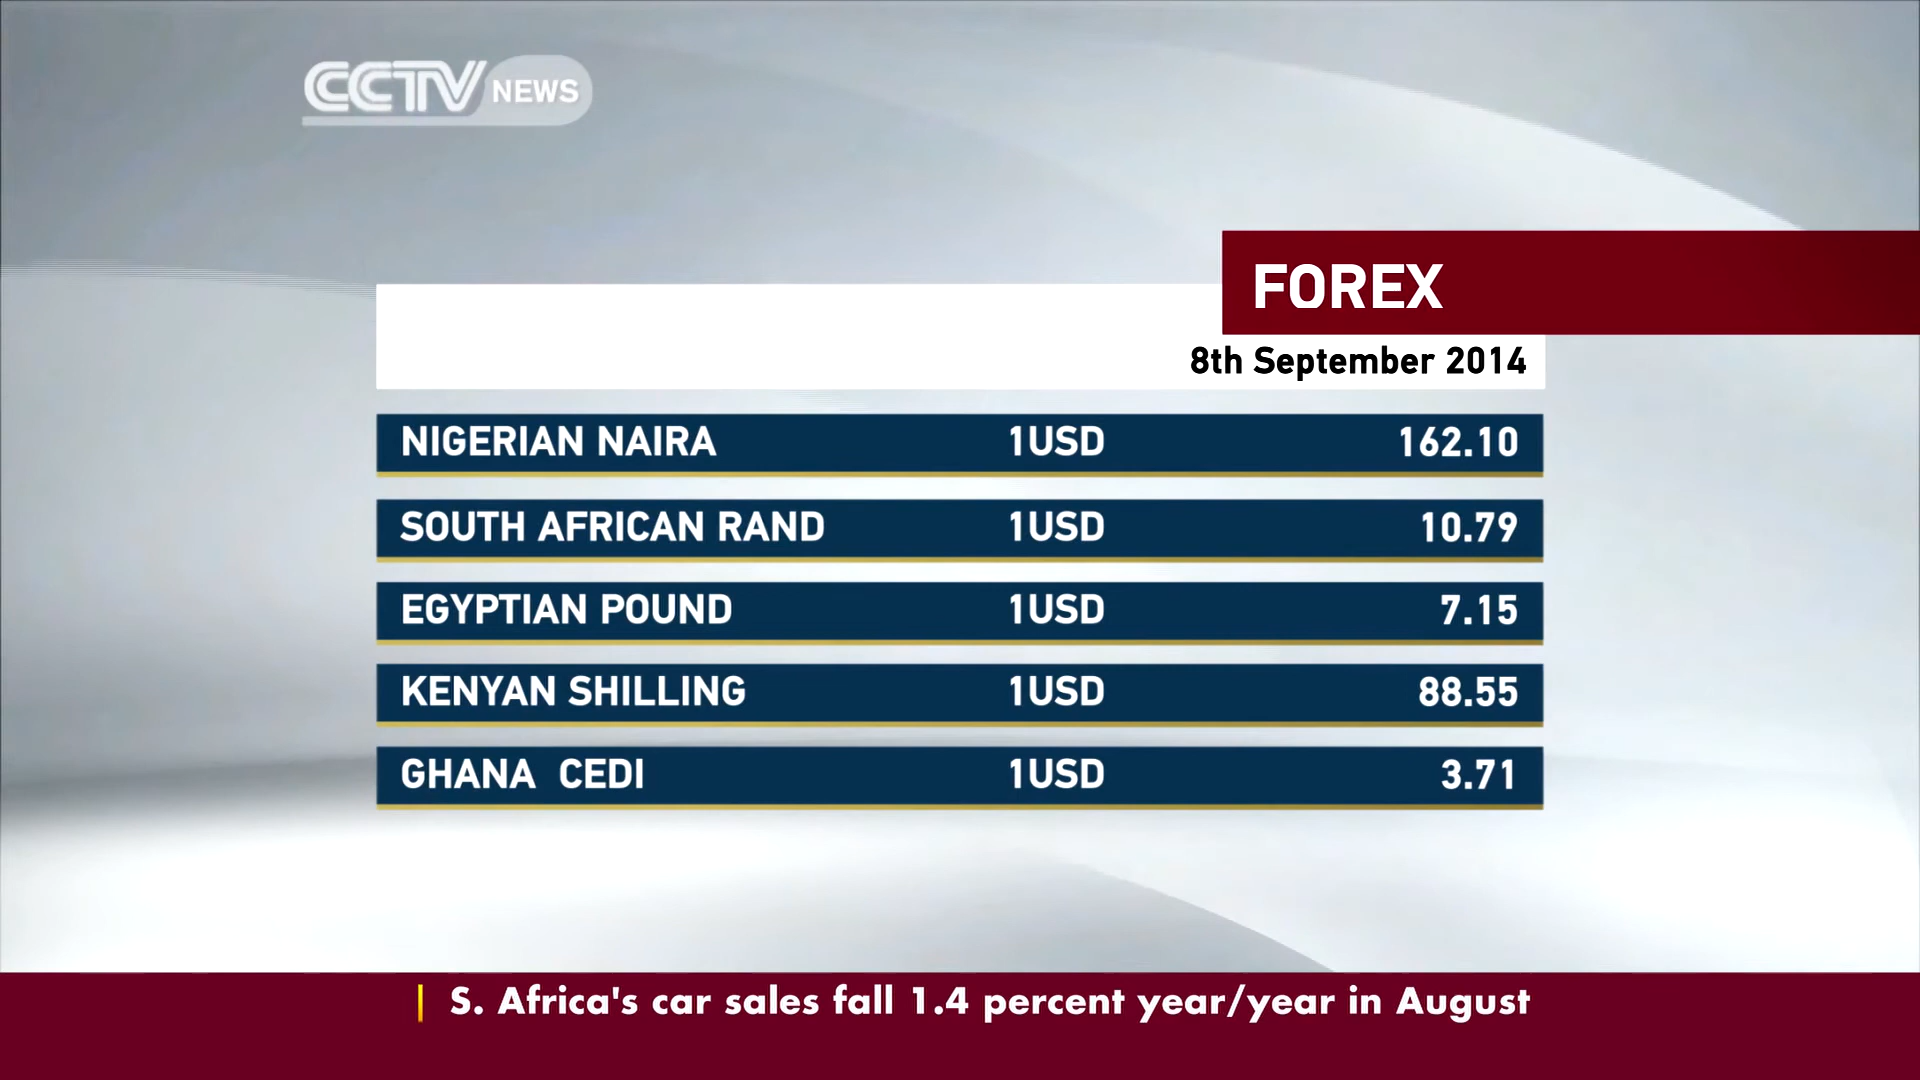 CCTV NEWS
FOREX
8th September 2014
NIGERIAN NAIRA 1USD 162.10
SOUTH AFRICAN RAND 1USD 10.79
EGYPTIAN POUND 1USD 7.15
KENYAN SHILLING 1USD 88.55
GHANA CEDI 1USD 3.71
| S. Africa's car sales fall 1.4 percent year/year in August